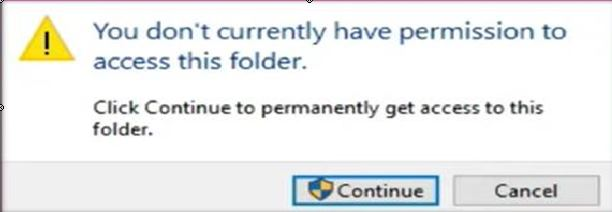 You don't currently have permission to
access this folder.
Click Continue to permanently get access to this
folder.
Continue
Cancel